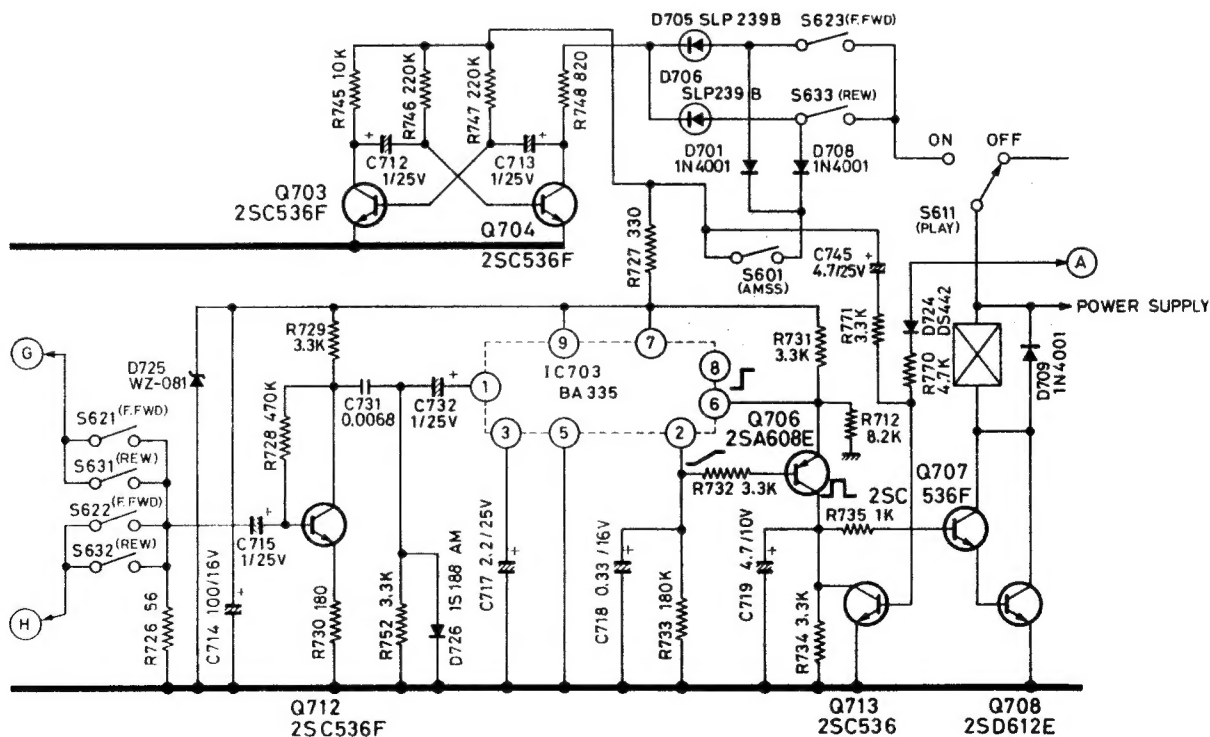 D705 SLP 239B
S623 (F.FWD)
D706
SLP239B
S633 (REW)
R745 10K
R746 220K
R747 220K
R748 820
ON
OFF
C712
1/25V
C713
1/25V
D701
1N4001
D708
1N4001
Q703
2SC536F
Q704
2SC536F
S611
(PLAY)
R727 330
S601
(AMSS)
C745
4.7/25V
A
POWER SUPPLY
R771
3.3K
D724
DS442
R770
4.7K
D709
1N4001
G
D725
WZ-081
R729
3.3K
9
7
IC703
BA335
8
6
1
3
5
2
R731
3.3K
S621 (F.FWD)
S631
(REW)
S622 (F.FWD)
S632 (REW)
R728 470K
C731
0.0068
C732
1/25V
Q706
2SA608E
R712
8.2K
R732 3.3K
Q707
2SC 536F
R735 1K
C715
1/25V
H
R726 56
C714 100/16V
R730 180
R752 3.3K
D726 1S188 AM
C717 2.2/25V
C718 0.33/16V
R733 180K
C719 4.7/10V
R734 3.3K
Q712
2SC536F
Q713
2SC536
Q708
2SD612E